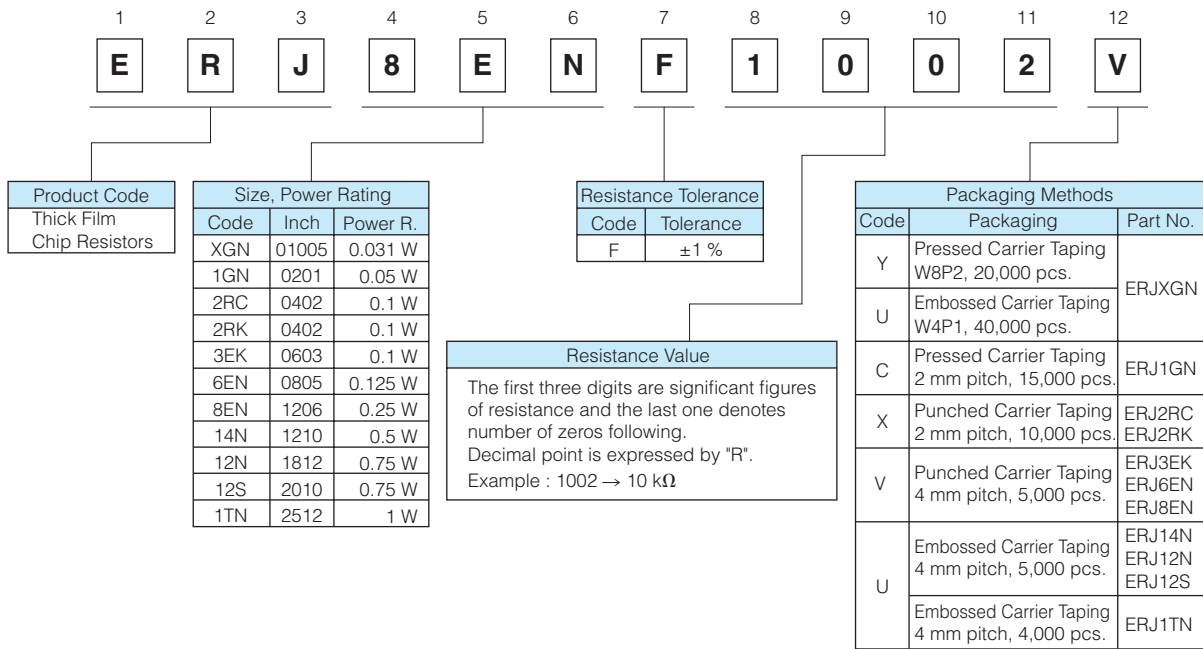 1 2 3 4 5 6 7 8 9 10 11 12
E R J 8 E N F 1 0 0 2 V
Product Code
Thick Film
Chip Resistors
Size, Power Rating
Code Inch Power R.
XGN 01005 0.031 W
1GN 0201 0.05 W
2RC 0402 0.1 W
2RK 0402 0.1 W
3EK 0603 0.1 W
6EN 0805 0.125 W
8EN 1206 0.25 W
14N 1210 0.5 W
12N 1812 0.75 W
12S 2010 0.75 W
1TN 2512 1 W
Resistance Tolerance
Code Tolerance
F ±1 %
Resistance Value
The first three digits are significant figures
of resistance and the last one denotes
number of zeros following.
Decimal point is expressed by "R".
Example : 1002 → 10 kΩ
Packaging Methods
Code Packaging Part No.
Y Pressed Carrier Taping
W8P2, 20,000 pcs.
ERJXGN
U Embossed Carrier Taping
W4P1, 40,000 pcs.
C Pressed Carrier Taping
2 mm pitch, 15,000 pcs.
ERJ1GN
X Punched Carrier Taping
2 mm pitch, 10,000 pcs.
ERJ2RC
ERJ2RK
V Punched Carrier Taping
4 mm pitch, 5,000 pcs.
ERJ3EK
ERJ6EN
ERJ8EN
U Embossed Carrier Taping
4 mm pitch, 5,000 pcs.
ERJ14N
ERJ12N
ERJ12S
Embossed Carrier Taping
4 mm pitch, 4,000 pcs.
ERJ1TN